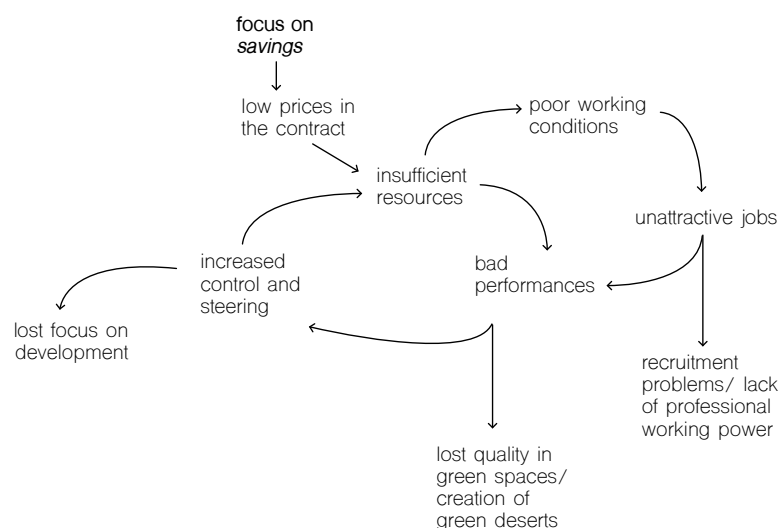 focus on
savings
low prices in
the contract
poor working
conditions
insufficient
resources
unattractive jobs
increased
control and
steering
bad
performances
lost focus on
development
recruitment
problems/ lack
of professional
working power
lost quality in
green spaces/
creation of
green deserts